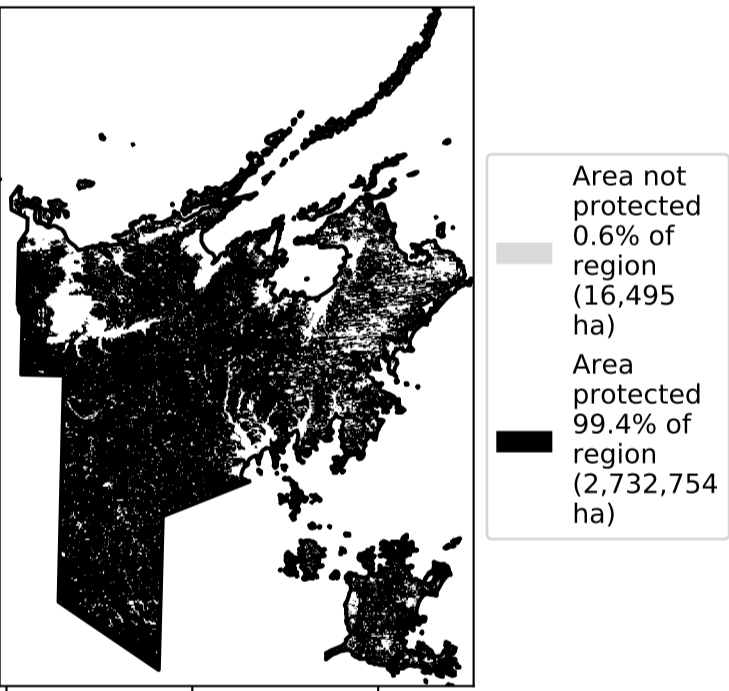 Area not
protected
0.6% of
region
(16,495
ha)
Area
protected
99.4% of
region
(2,732,754
ha)